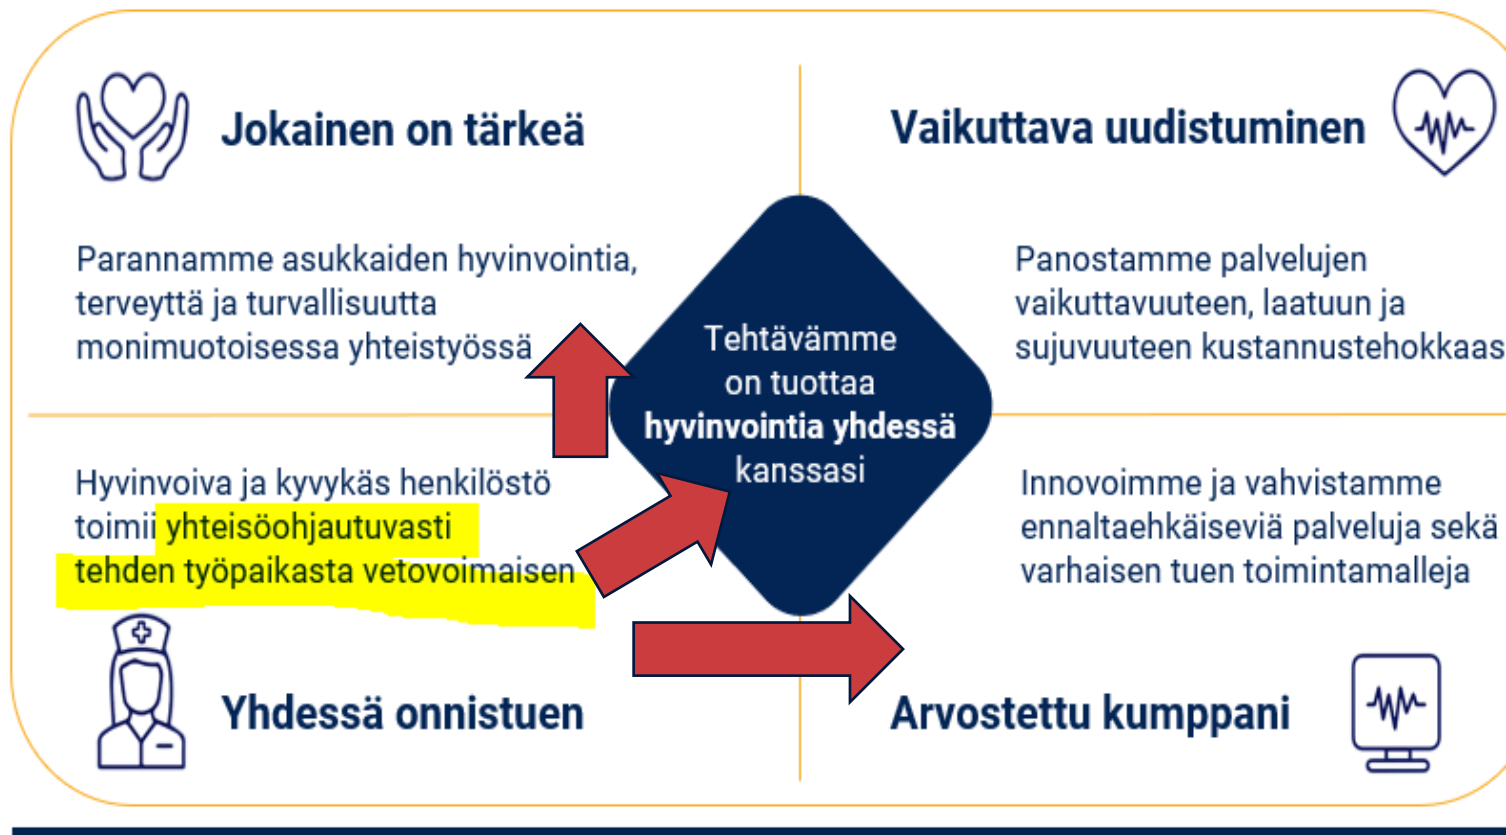 Jokainen on tärkeä
Parannamme asukkaiden hyvinvointia,
terveyttä ja turvallisuutta
monimuotoisessa yhteistyössä
Vaikuttava uudistuminen
Panostamme palvelujen
vaikuttavuuteen, laatuun ja
sujuvuuteen kustannustehokkaas
Tehtävämme
on tuottaa
hyvinvointia yhdessä
kanssasi
Hyvinvoiva ja kyvykäs henkilöstö
toimii yhteisöohjautuvasti
tehden työpaikasta vetovoimaisen
Yhdessä onnistuen
Innovoimme ja vahvistamme
ennaltaehkäiseviä palveluja sekä
varhaisen tuen toimintamalleja
Arvostettu kumppani